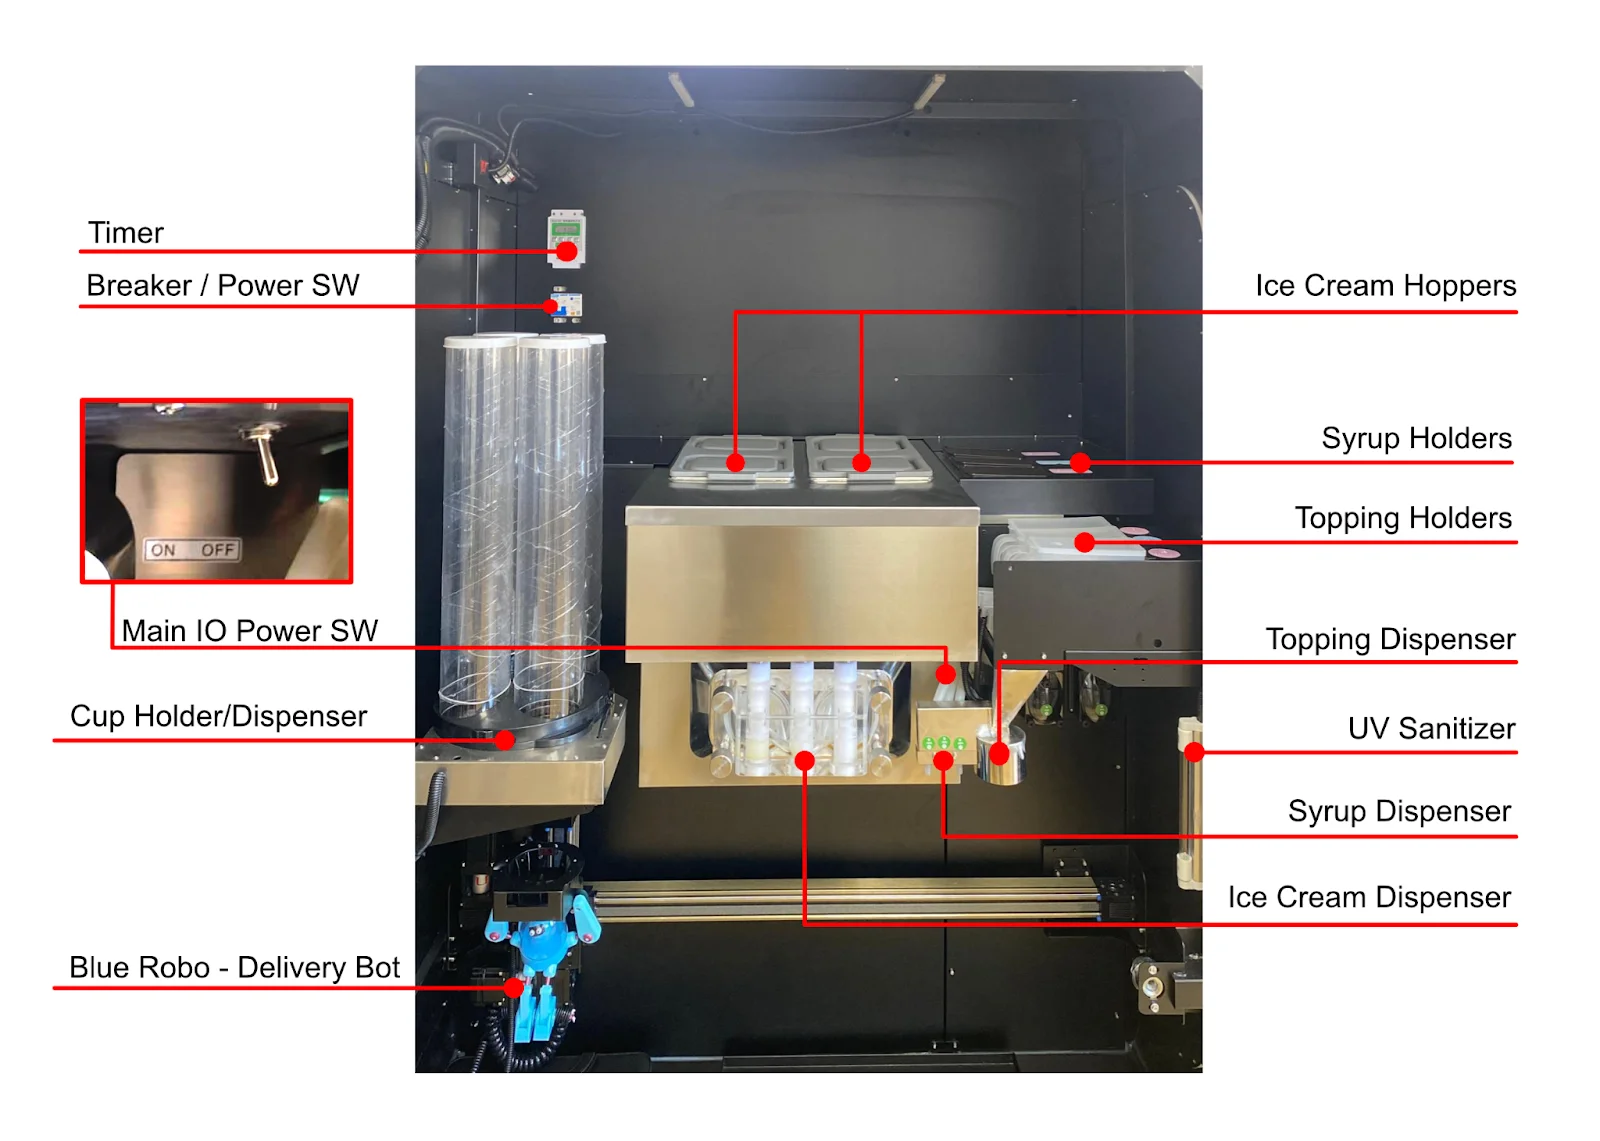 Timer
Breaker / Power SW
ON OFF
Main IO Power SW
Cup Holder/Dispenser
Blue Robo - Delivery Bot
Ice Cream Hoppers
Syrup Holders
Topping Holders
Topping Dispenser
UV Sanitizer
Syrup Dispenser
Ice Cream Dispenser